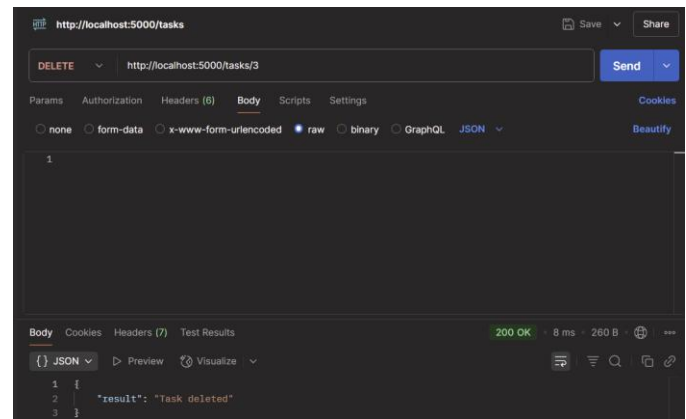 HTTP http://localhost:5000/tasks Save Share
DELETE http://localhost:5000/tasks/3 Send
Params Authorization Headers (6) Body Scripts Settings Cookies
none form-data x-www-form-urlencoded raw binary GraphQL JSON Beautify
1
Body Cookies Headers (7) Test Results 200 OK 8 ms 260 B
{} JSON Preview Visualize
1 {
2 "result": "Task deleted"
3 }